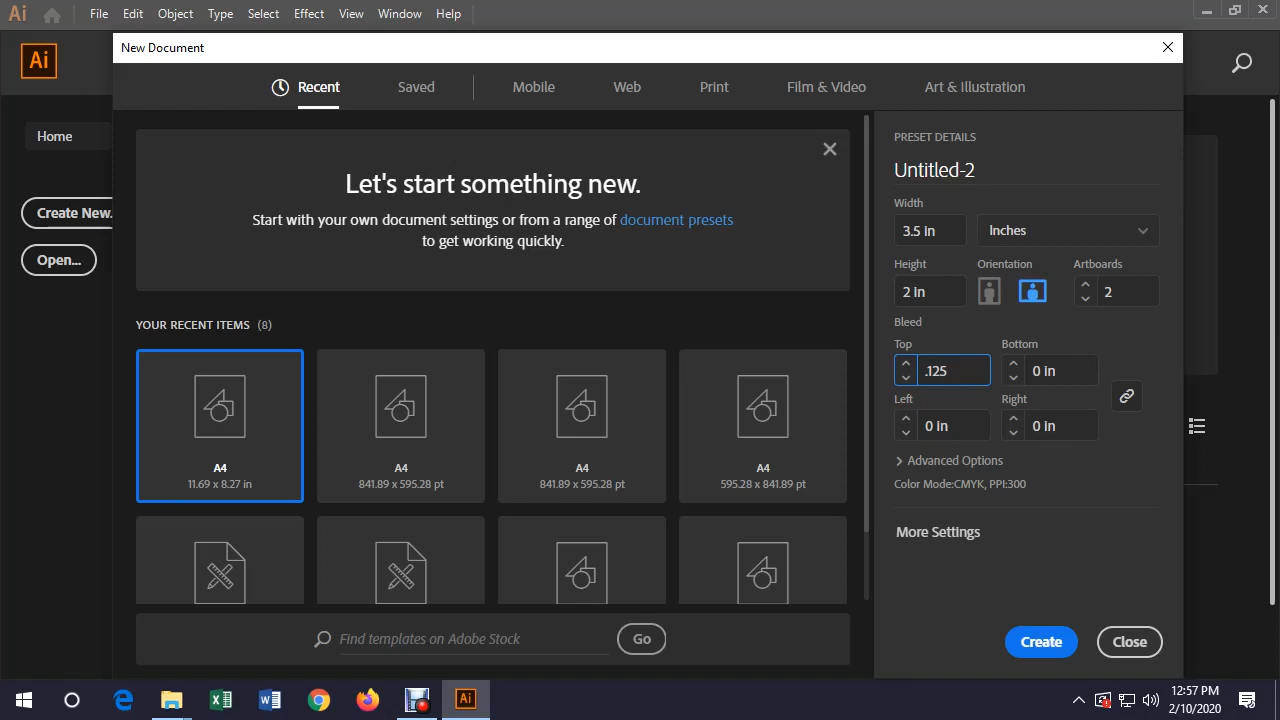 Ai File Edit Object Type Select Effect View Window Help
New Document
Ai
Recent Saved Mobile Web Print Film & Video Art & Illustration
Home
Create New.
Open...
Let's start something new.
Start with your own document settings or from a range of document presets
to get working quickly.
YOUR RECENT ITEMS (8)
A4
11.69 x 8.27 in
A4
841.89 x 595.28 pt
A4
841.89 x 595.28 pt
A4
595.28 x 841.89 pt
Find templates on Adobe Stock Go
PRESET DETAILS
Untitled-2
Width
3.5 in Inches
Height Orientation Artboards
2 in 2
Bleed
Top Bottom
.125 0 in
Left Right
0 in 0 in
Advanced Options
Color Mode:CMYK, PPI:300
More Settings
Create Close
Ai
12:57 PM
2/10/2020